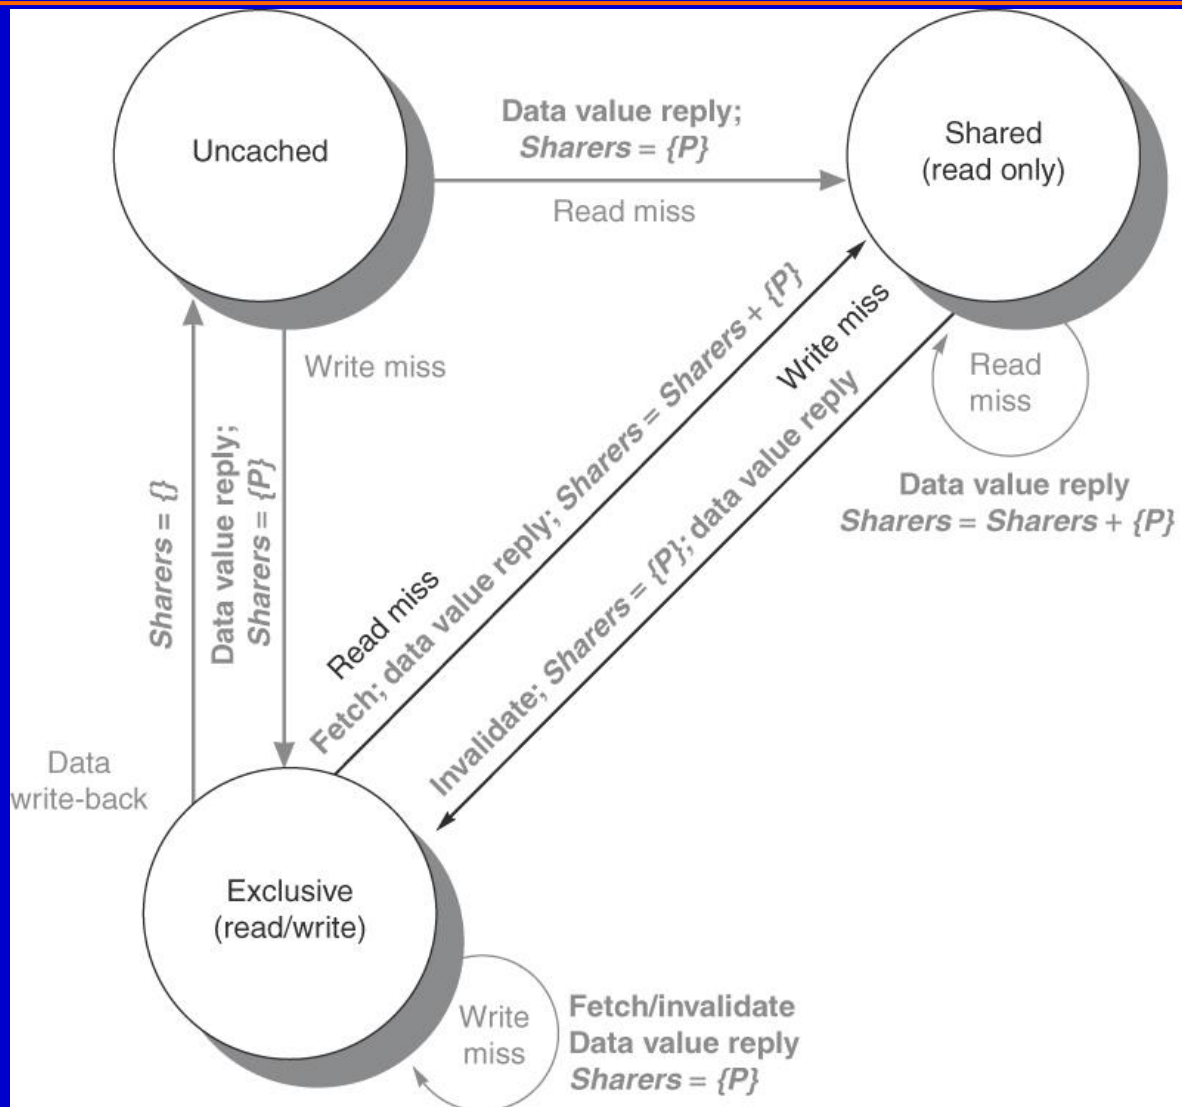 Uncached
Data value reply;
Sharers = {P}
Read miss
Shared
(read only)
Write miss
Sharers = {}
Data value reply;
Sharers = {P}
Read miss
Fetch; data value reply; Sharers = Sharers + {P}
Write miss
Invalidate; Sharers = {P}; data value reply
Read
miss
Data value reply
Sharers = Sharers + {P}
Data
write-back
Exclusive
(read/write)
Write
miss
Fetch/invalidate
Data value reply
Sharers = {P}